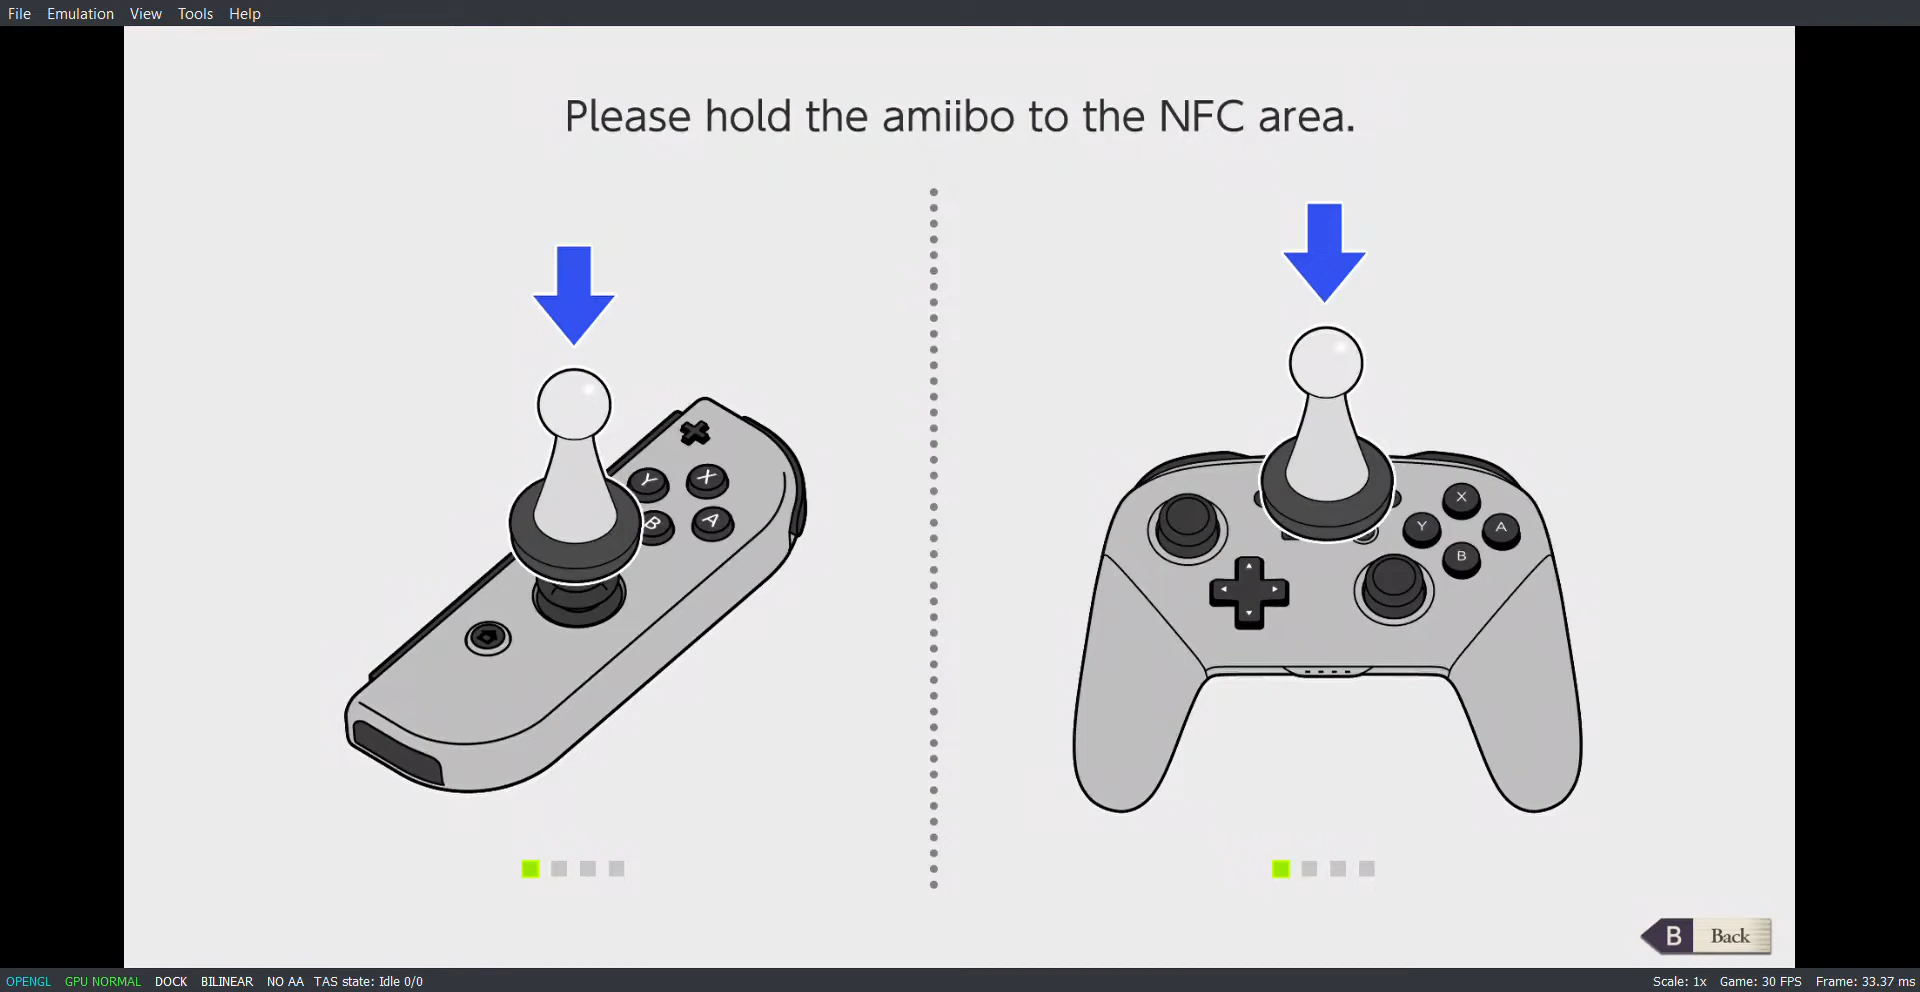 File Emulation View Tools Help
Please hold the amiibo to the NFC area.
Y X
B A
X
Y A
B
B Back
OPENGL GPU NORMAL DOCK BILINEAR NO AA TAS state: Idle 0/0 Scale: 1x Game: 30 FPS Frame: 33.37 ms